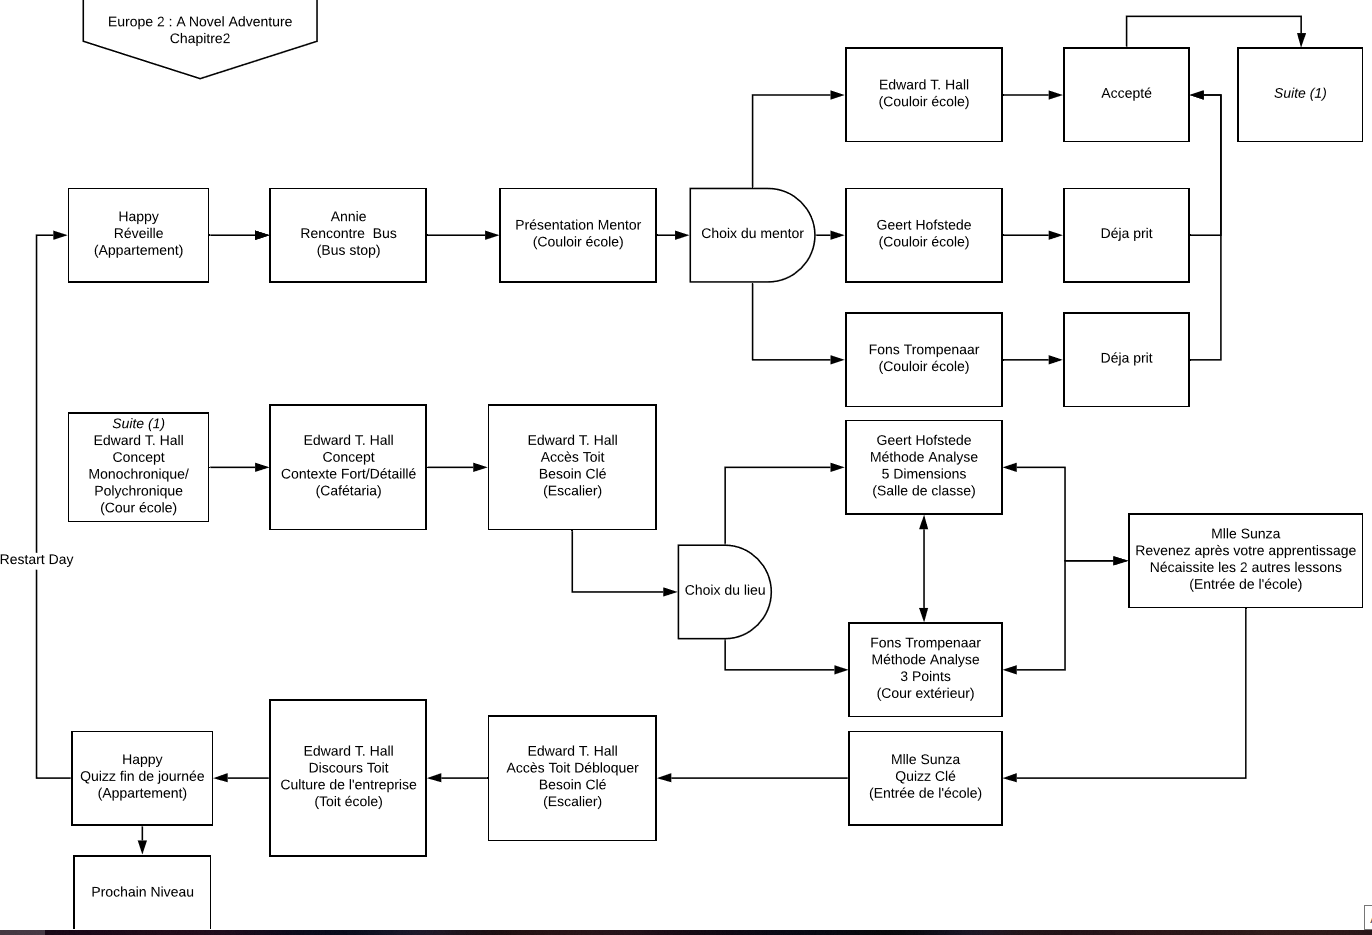 Europe 2 : A Novel Adventure
Chapitre2
Edward T. Hall
(Couloir école)
Accepté
Suite (1)
Happy
Réveille
(Appartement)
Annie
Rencontre  Bus
(Bus stop)
Présentation Mentor
(Couloir école)
Choix du mentor
Geert Hofstede
(Couloir école)
Déja prit
Fons Trompenaar
(Couloir école)
Déja prit
Suite (1)
Edward T. Hall
Concept
Monochronique/
Polychronique
(Cour école)
Edward T. Hall
Concept
Contexte Fort/Détaillé
(Cafétaria)
Edward T. Hall
Accès Toit
Besoin Clé
(Escalier)
Geert Hofstede
Méthode Analyse
5 Dimensions
(Salle de classe)
Restart Day
Choix du lieu
Mlle Sunza
Revenez après votre apprentissage
Nécaissite les 2 autres lessons
(Entrée de l'école)
Fons Trompenaar
Méthode Analyse
3 Points
(Cour extérieur)
Happy
Quizz fin de journée
(Appartement)
Edward T. Hall
Discours Toit
Culture de l'entreprise
(Toit école)
Edward T. Hall
Accès Toit Débloquer
Besoin Clé
(Escalier)
Mlle Sunza
Quizz Clé
(Entrée de l'école)
Prochain Niveau